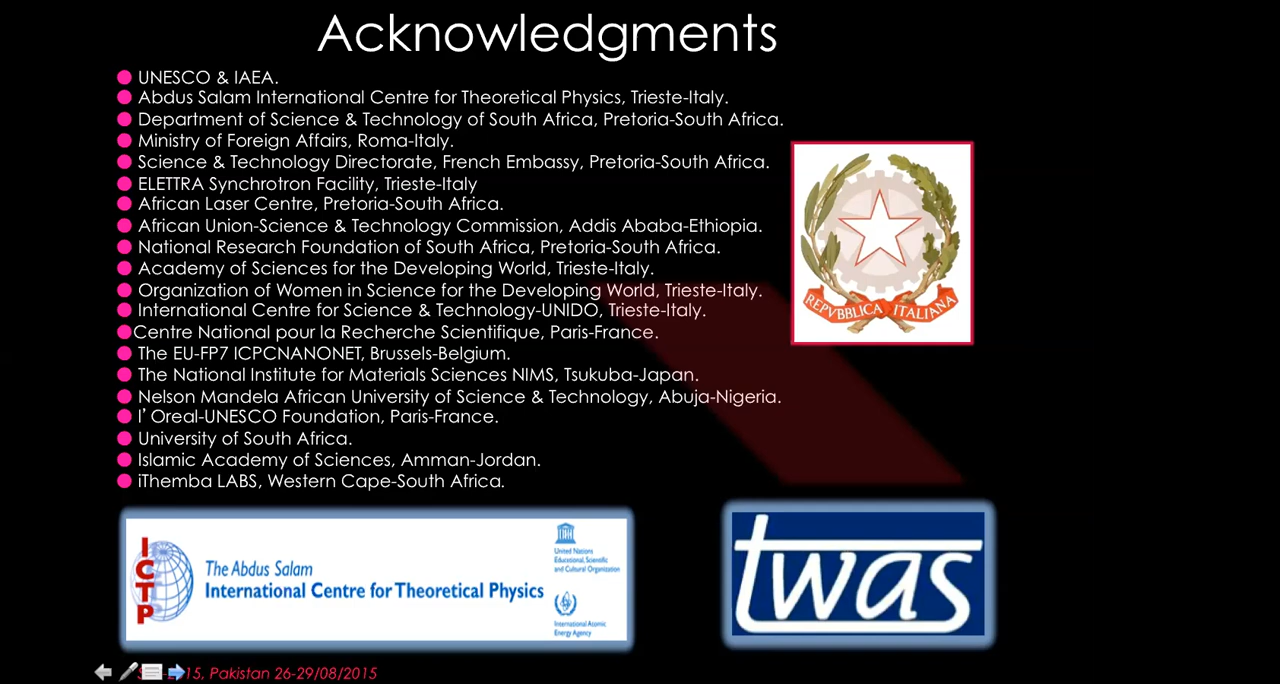 Acknowledgments
UNESCO & IAEA.
Abdus Salam International Centre for Theoretical Physics, Trieste-Italy.
Department of Science & Technology of South Africa, Pretoria-South Africa.
Ministry of Foreign Affairs, Roma-Italy.
Science & Technology Directorate, French Embassy, Pretoria-South Africa.
ELETTRA Synchrotron Facility, Trieste-Italy
African Laser Centre, Pretoria-South Africa.
African Union-Science & Technology Commission, Addis Ababa-Ethiopia.
National Research Foundation of South Africa, Pretoria-South Africa.
Academy of Sciences for the Developing World, Trieste-Italy.
Organization of Women in Science for the Developing World, Trieste-Italy.
International Centre for Science & Technology-UNIDO, Trieste-Italy.
Centre National pour la Recherche Scientifique, Paris-France.
The EU-FP7 ICPCNANONET, Brussels-Belgium.
The National Institute for Materials Sciences NIMS, Tsukuba-Japan.
Nelson Mandela African University of Science & Technology, Abuja-Nigeria.
l’Oreal-UNESCO Foundation, Paris-France.
University of South Africa.
Islamic Academy of Sciences, Amman-Jordan.
iThemba LABS, Western Cape-South Africa.
REPVBBLICA ITALIANA
ICTP
The Abdus Salam
International Centre for Theoretical Physics
United Nations
Educational, Scientific
and Cultural Organization
International Atomic
Energy Agency
twas
15, Pakistan 26-29/08/2015